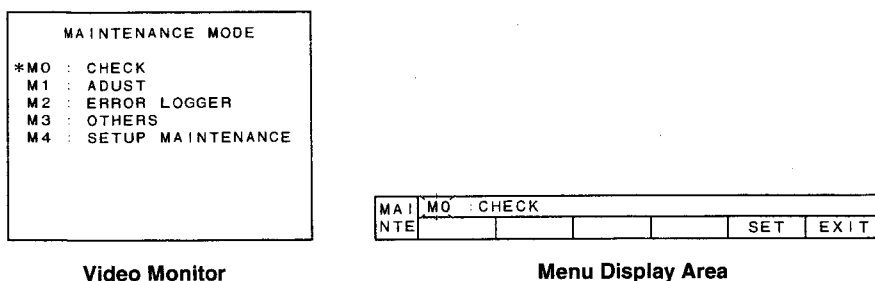 MAINTENANCE MODE
*M0 : CHECK
M1 : ADUST
M2 : ERROR LOGGER
M3 : OTHERS
M4 : SETUP MAINTENANCE
MAI M0 :CHECK
NTE SET EXIT
Video Monitor
Menu Display Area